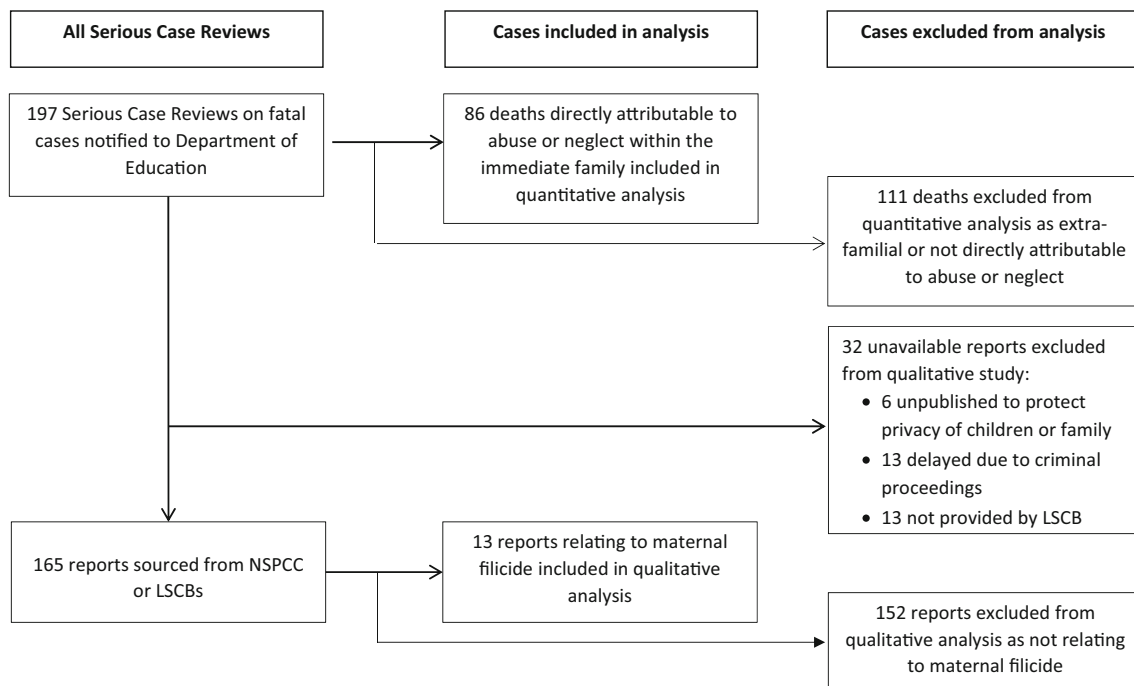 All Serious Case Reviews
Cases included in analysis
Cases excluded from analysis
197 Serious Case Reviews on fatal
cases notified to Department of
Education
86 deaths directly attributable to
abuse or neglect within the
immediate family included in
quantitative analysis
111 deaths excluded from
quantitative analysis as extra-
familial or not directly attributable
to abuse or neglect
32 unavailable reports excluded
from qualitative study:
• 6 unpublished to protect
privacy of children or family
• 13 delayed due to criminal
proceedings
• 13 not provided by LSCB
165 reports sourced from NSPCC
or LSCBs
13 reports relating to maternal
filicide included in qualitative
analysis
152 reports excluded from
qualitative analysis as not relating
to maternal filicide